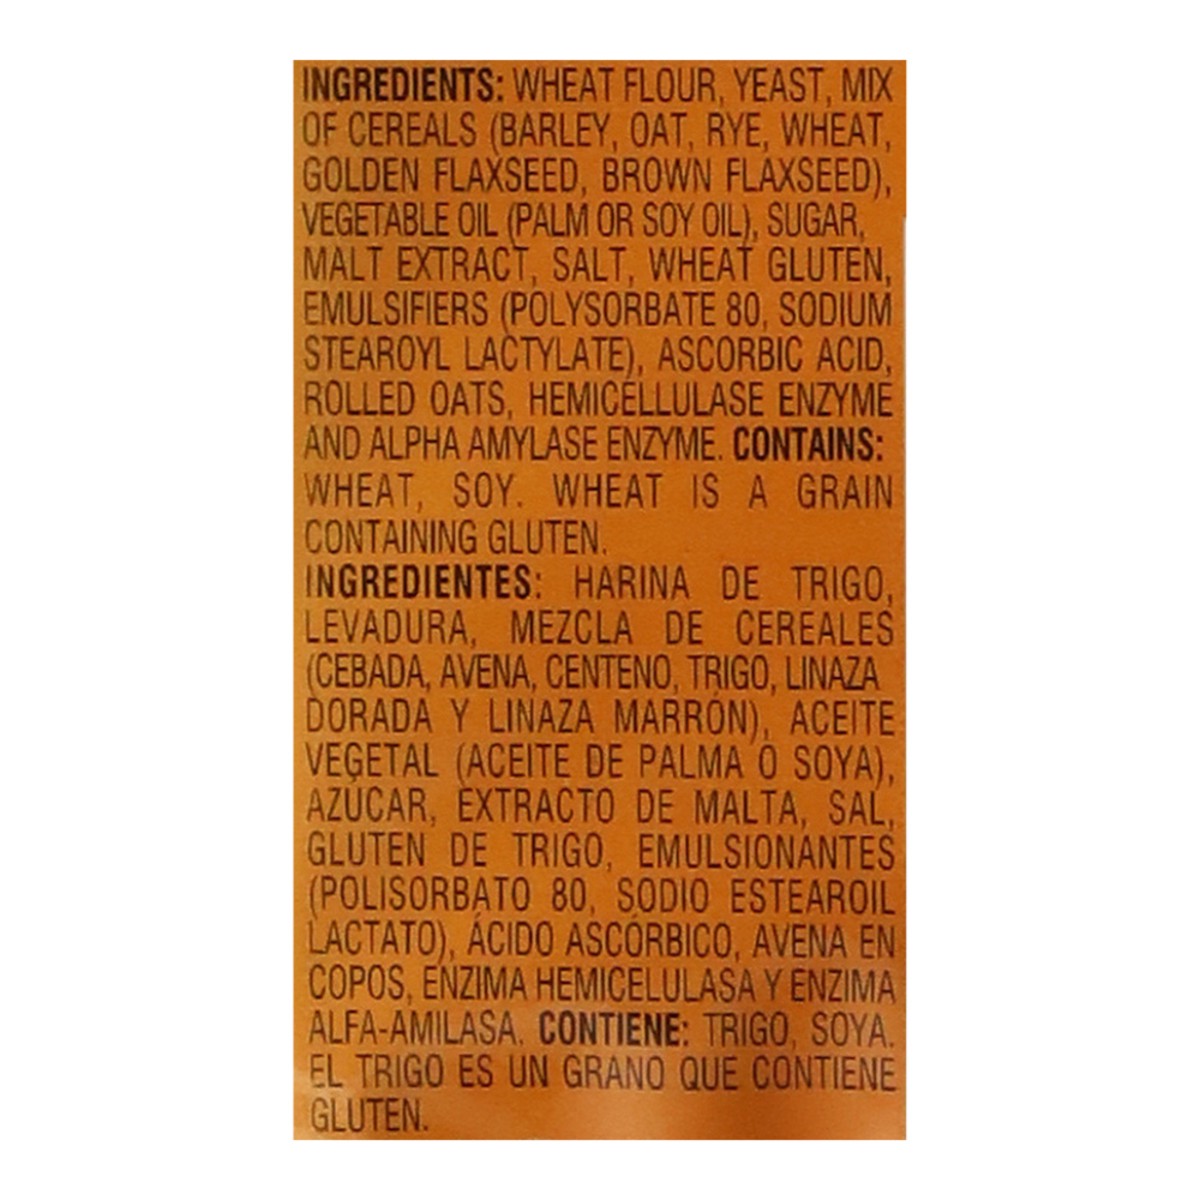 INGREDIENTS: WHEAT FLOUR, YEAST, MIX
OF CEREALS (BARLEY, OAT, RYE, WHEAT,
GOLDEN FLAXSEED, BROWN FLAXSEED),
VEGETABLE OIL (PALM OR SOY OIL), SUGAR,
MALT EXTRACT, SALT, WHEAT GLUTEN,
EMULSIFIERS (POLYSORBATE 80, SODIUM
STEAROYL LACTYLATE), ASCORBIC ACID,
ROLLED OATS, HEMICELLULASE ENZYME
AND ALPHA AMYLASE ENZYME. CONTAINS:
WHEAT, SOY. WHEAT IS A GRAIN
CONTAINING GLUTEN.
INGREDIENTES: HARINA DE TRIGO,
LEVADURA, MEZCLA DE CEREALES
(CEBADA, AVENA, CENTENO, TRIGO, LINAZA
DORADA Y LINAZA MARRÓN), ACEITE
VEGETAL (ACEITE DE PALMA O SOYA),
AZÚCAR, EXTRACTO DE MALTA, SAL,
GLUTEN DE TRIGO, EMULSIONANTES
(POLISORBATO 80, SODIO ESTEAROIL
LACTATO), ÁCIDO ASCÓRBICO, AVENA EN
COPOS, ENZIMA HEMICELULASA Y ENZIMA
ALFA-AMILASA. CONTIENE: TRIGO, SOYA.
EL TRIGO ES UN GRANO QUE CONTIENE
GLUTEN.